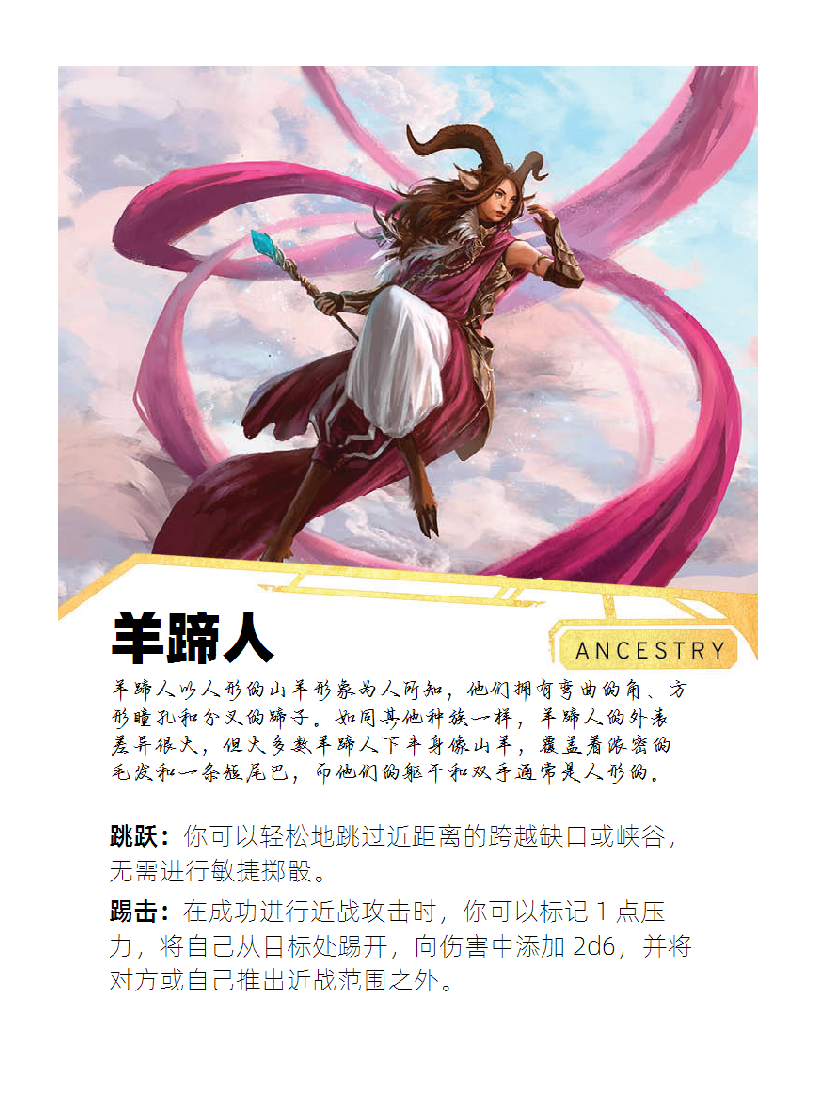 羊蹄人
ANCESTRY
羊蹄人以人形的山羊形象为人所知，他们拥有弯曲的角、方
形瞳孔和分叉的蹄子。如同其他种族一样，羊蹄人的外表
差异很大，但大多数羊蹄人下半身像山羊，覆盖着浓密的
毛发和一条短尾巴，而他们的躯干和双手通常是人形的。
跳跃：你可以轻松地跳过近距离的跨越缺口或峡谷，
无需进行敏捷掷骰。
踢击：在成功进行近战攻击时，你可以标记 1 点压
力，将自己从目标处踢开，向伤害中添加 2d6，并将
对方或自己推出近战范围之外。